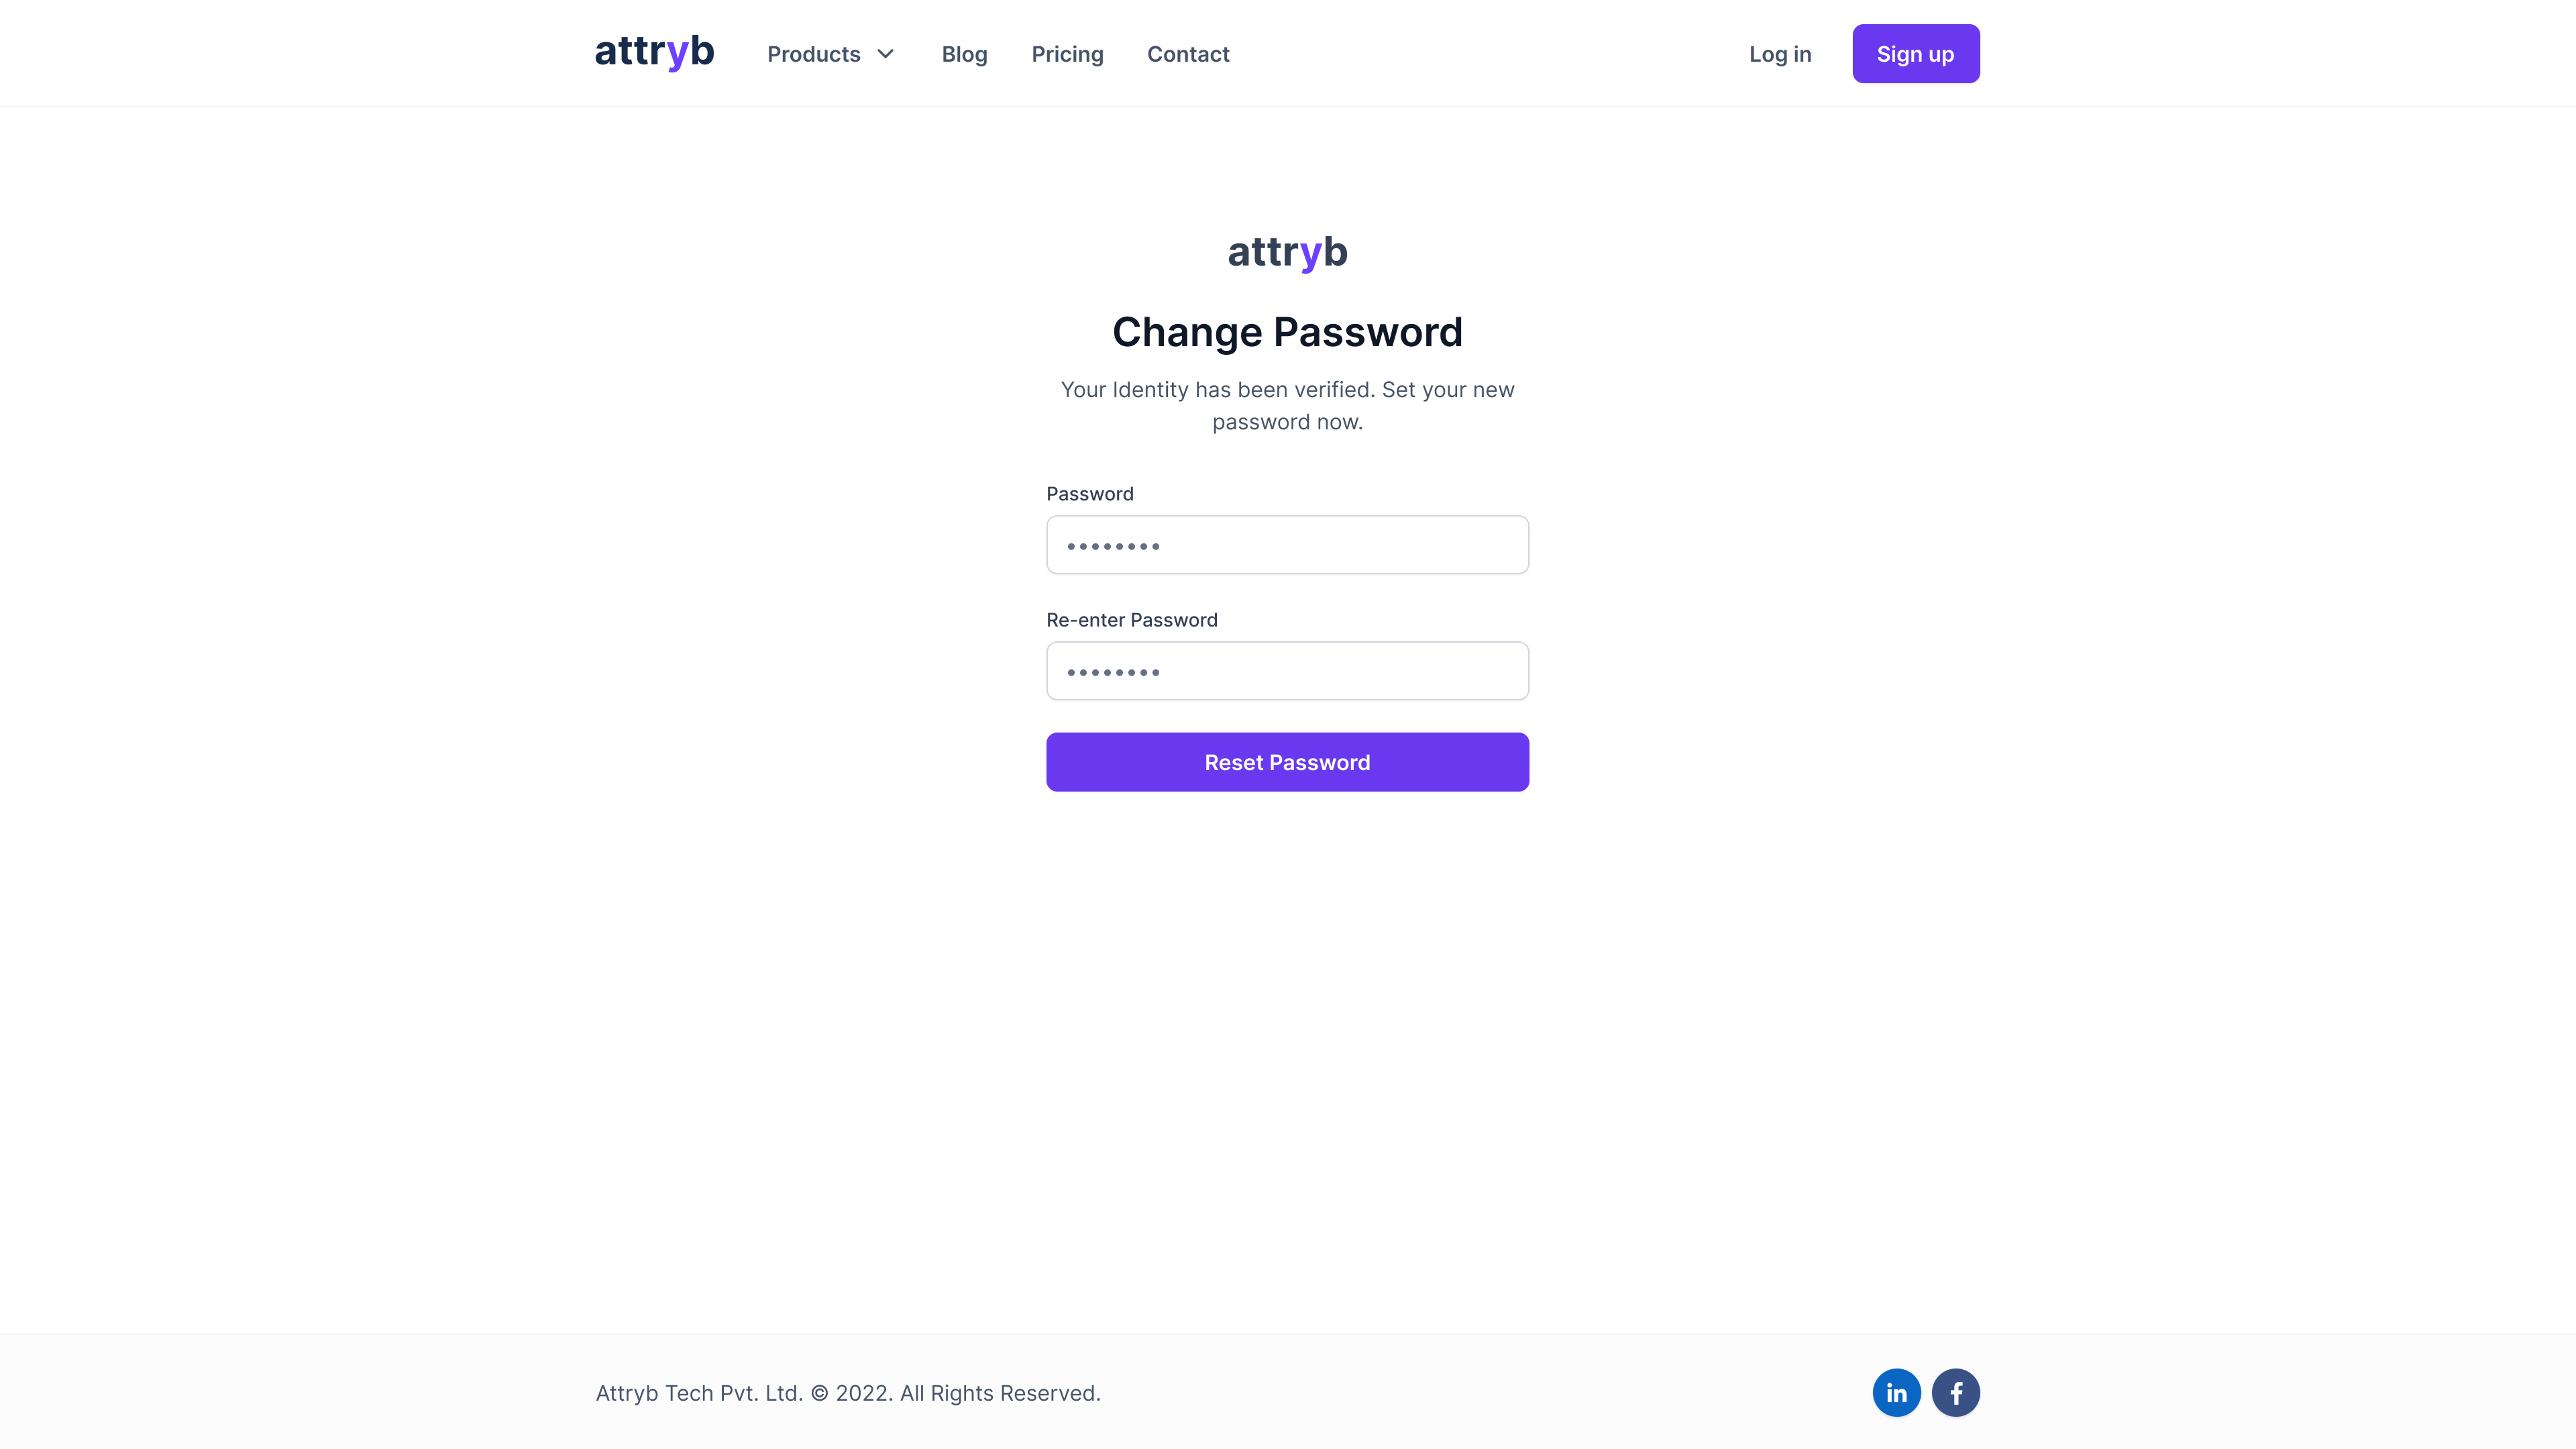 attryb
Products
Blog
Pricing
Contact
Log in
Sign up
attryb
Change Password
Your Identity has been verified. Set your new
password now.
Password
••••••••
Re-enter Password
••••••••
Reset Password
Attryb Tech Pvt. Ltd. © 2022. All Rights Reserved.
in
f